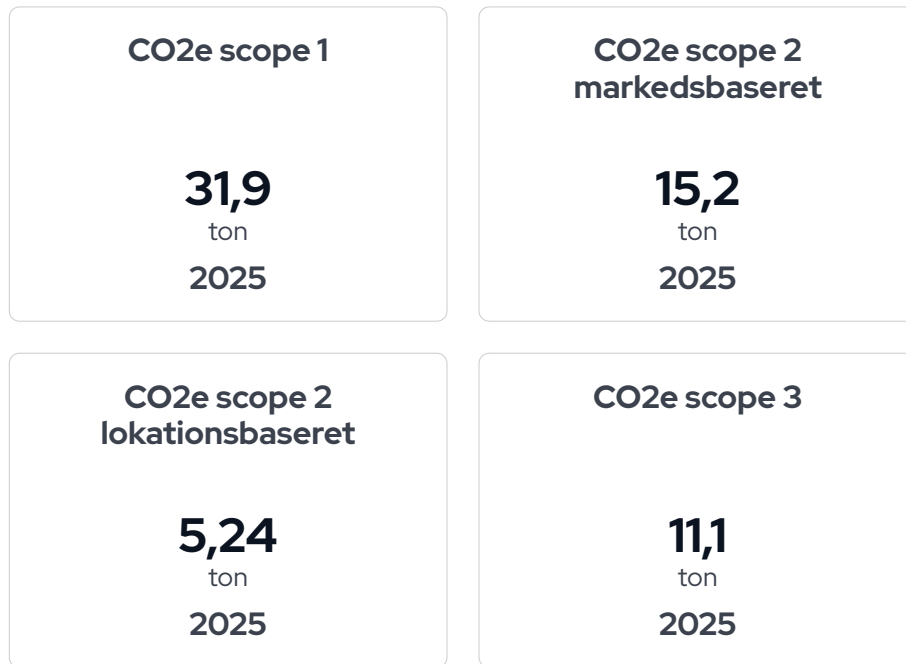 CO2e scope 1
31,9
ton
2025
CO2e scope 2
markedsbaseret
15,2
ton
2025
CO2e scope 2
lokationsbaseret
5,24
ton
2025
CO2e scope 3
11,1
ton
2025